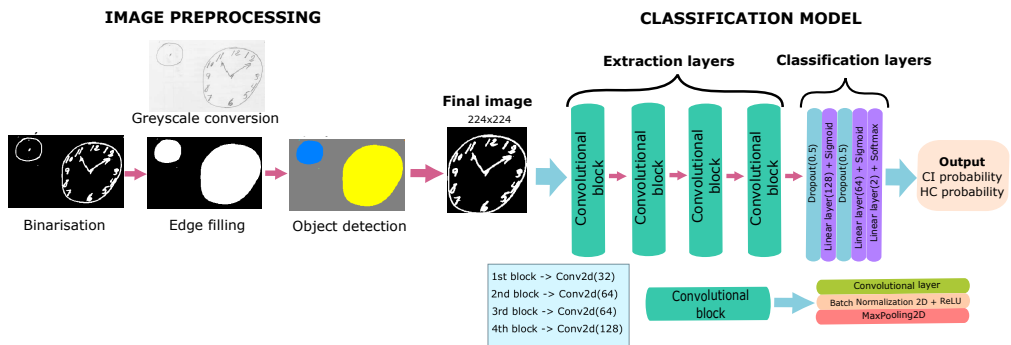 IMAGE PREPROCESSING
CLASSIFICATION MODEL
Greyscale conversion
Binarisation
Edge filling
Object detection
Final image
224x224
Extraction layers
Classification layers
Convolutional
block
Convolutional
block
Convolutional
block
Convolutional
block
Dropout(0.5)
Linear layer(128) + Sigmoid
Dropout(0.5)
Linear layer(64) + Sigmoid
Linear layer(2) + Softmax
Output
CI probability
HC probability
1st block -> Conv2d(32)
2nd block -> Conv2d(64)
3rd block -> Conv2d(64)
4th block -> Conv2d(128)
Convolutional
block
Convolutional layer
Batch Normalization 2D + ReLU
MaxPooling2D